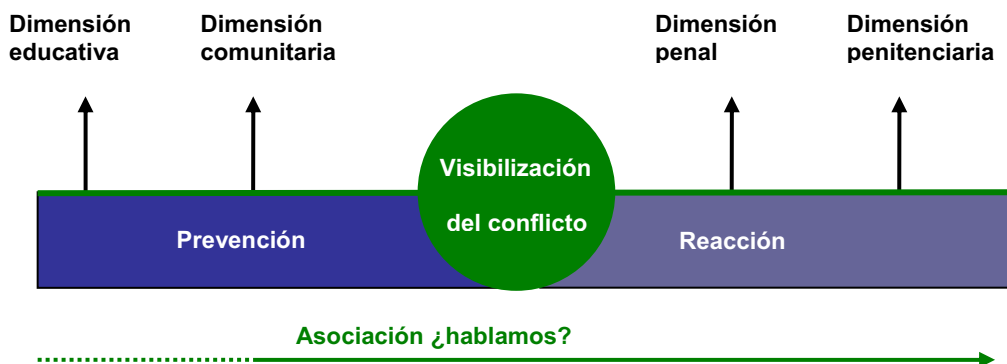 Dimensión
educativa
Dimensión
comunitaria
Dimensión
penal
Dimensión
penitenciaria
Visibilización
del conflicto
Prevención
Reacción
Asociación ¿hablamos?